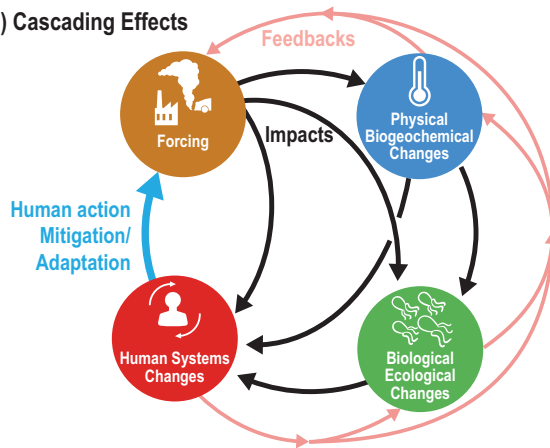 ) Cascading Effects
Feedbacks
Forcing
Impacts
Physical
Biogeochemical
Changes
Human action
Mitigation/
Adaptation
Human Systems
Changes
Biological
Ecological
Changes